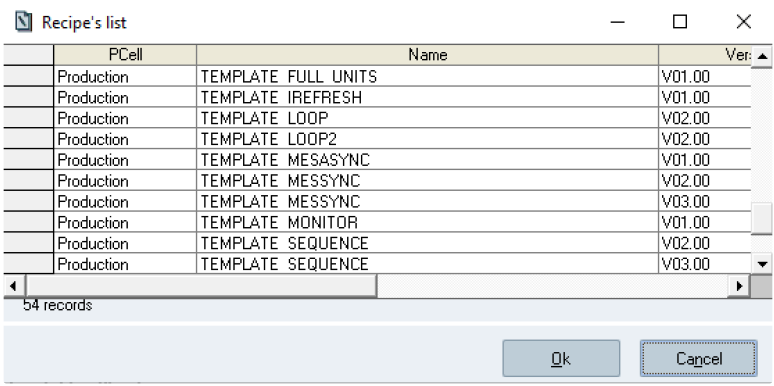 Recipe's list
PCell Name Ver
Production TEMPLATE FULL UNITS V01.00
Production TEMPLATE IREFRESH V01.00
Production TEMPLATE LOOP V02.00
Production TEMPLATE LOOP2 V02.00
Production TEMPLATE MESASYNC V01.00
Production TEMPLATE MESSYNC V02.00
Production TEMPLATE MESSYNC V03.00
Production TEMPLATE MONITOR V01.00
Production TEMPLATE SEQUENCE V02.00
Production TEMPLATE SEQUENCE V03.00
54 records
Ok Cancel